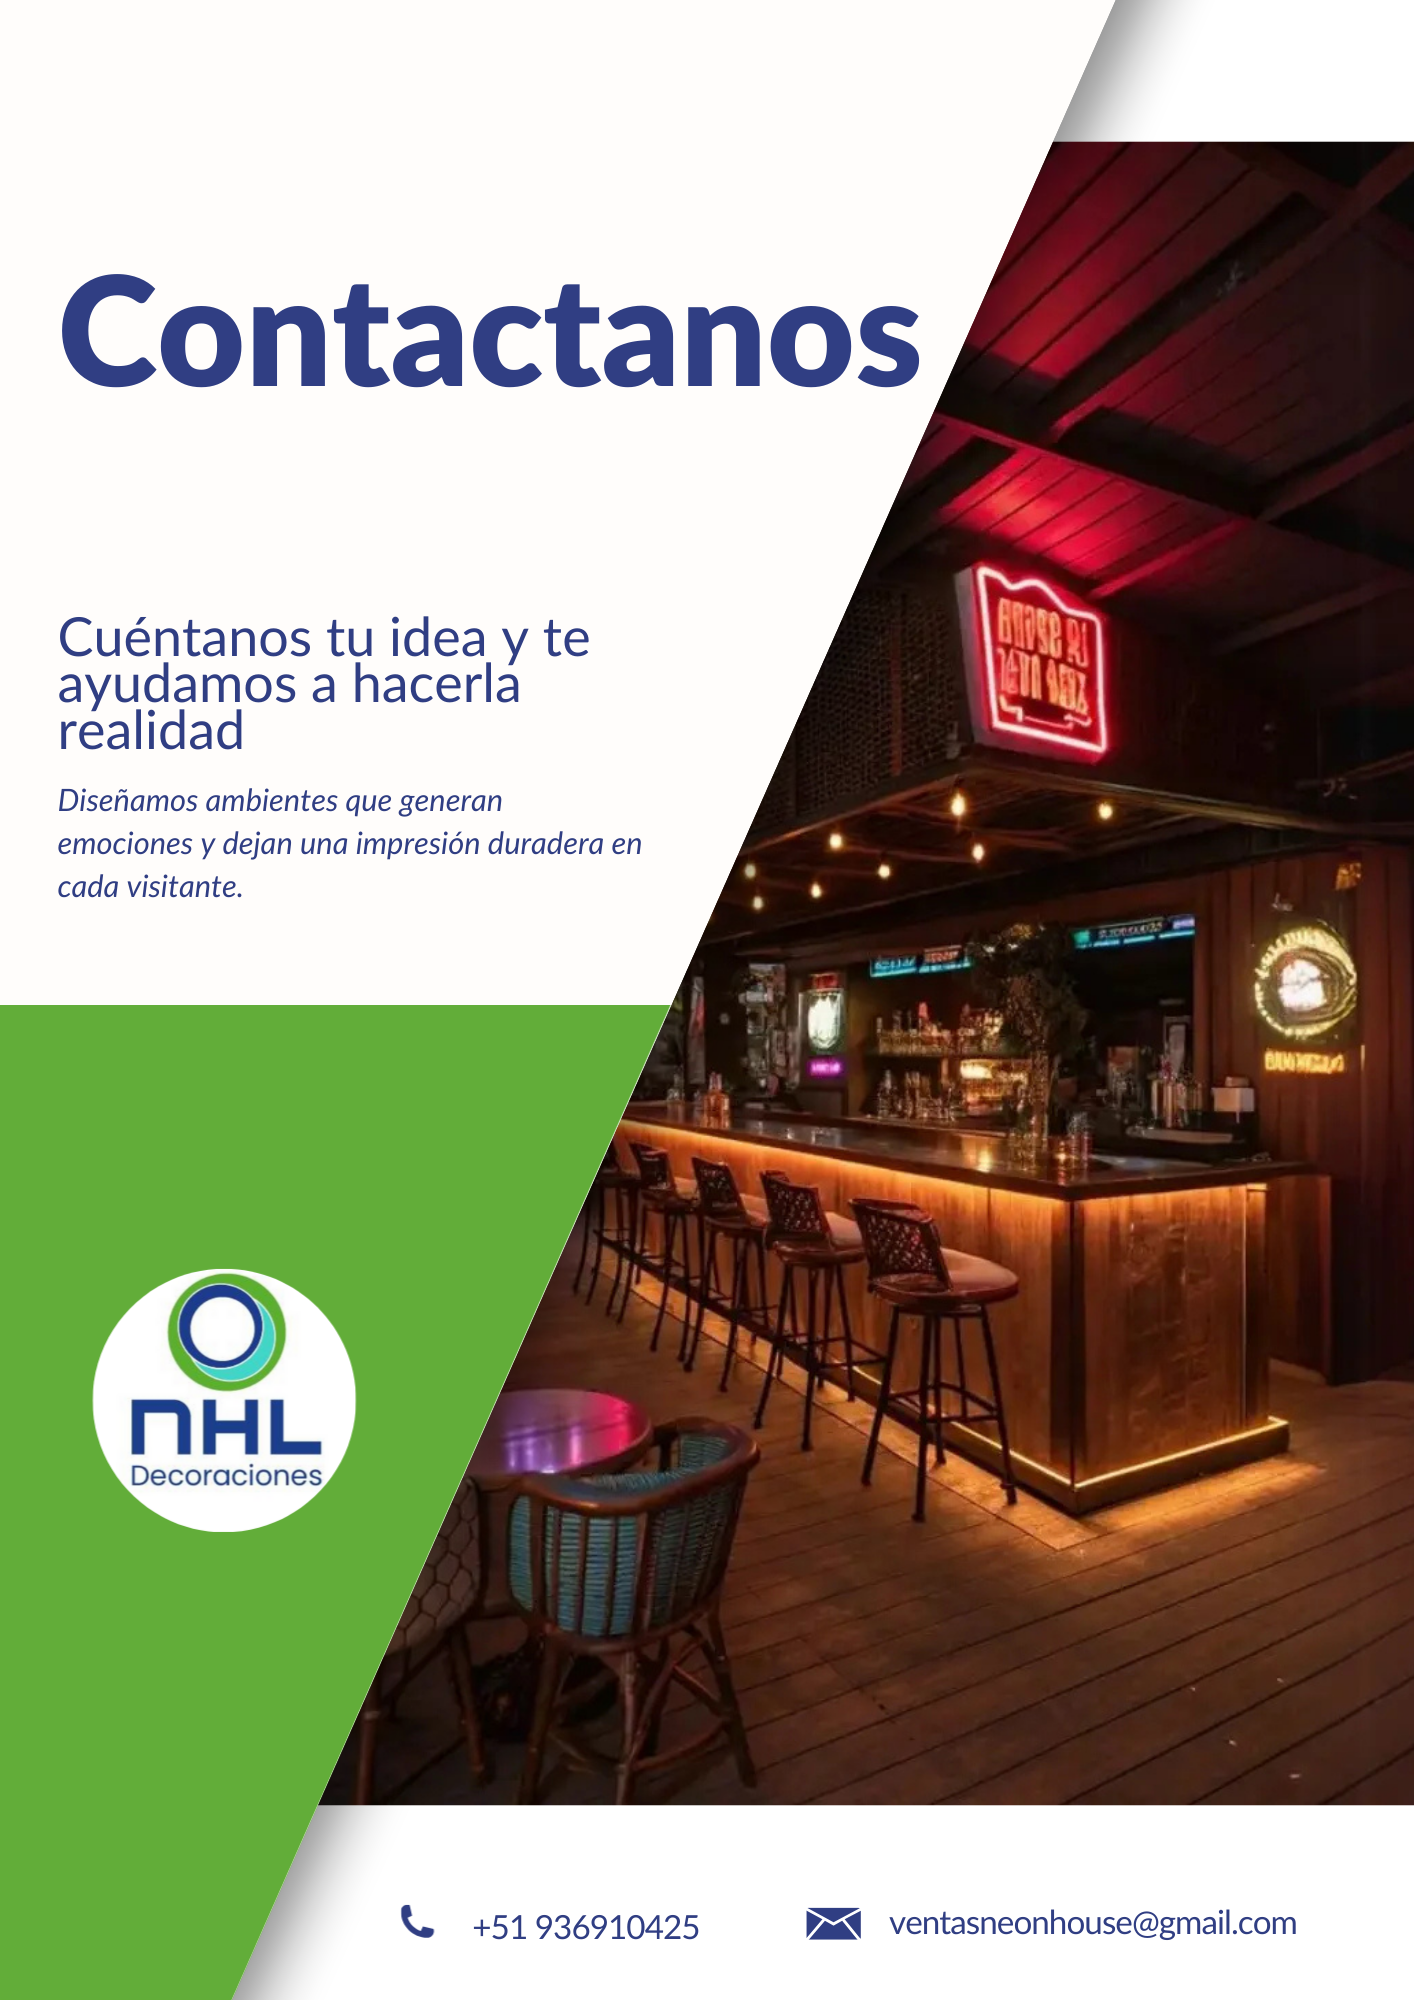 Contactanos
Cuéntanos tu idea y te
ayudamos a hacerla
realidad
Diseñamos ambientes que generan
emociones y dejan una impresión duradera en
cada visitante.
NHL
Decoraciones
+51 936910425
ventasneonhouse@gmail.com